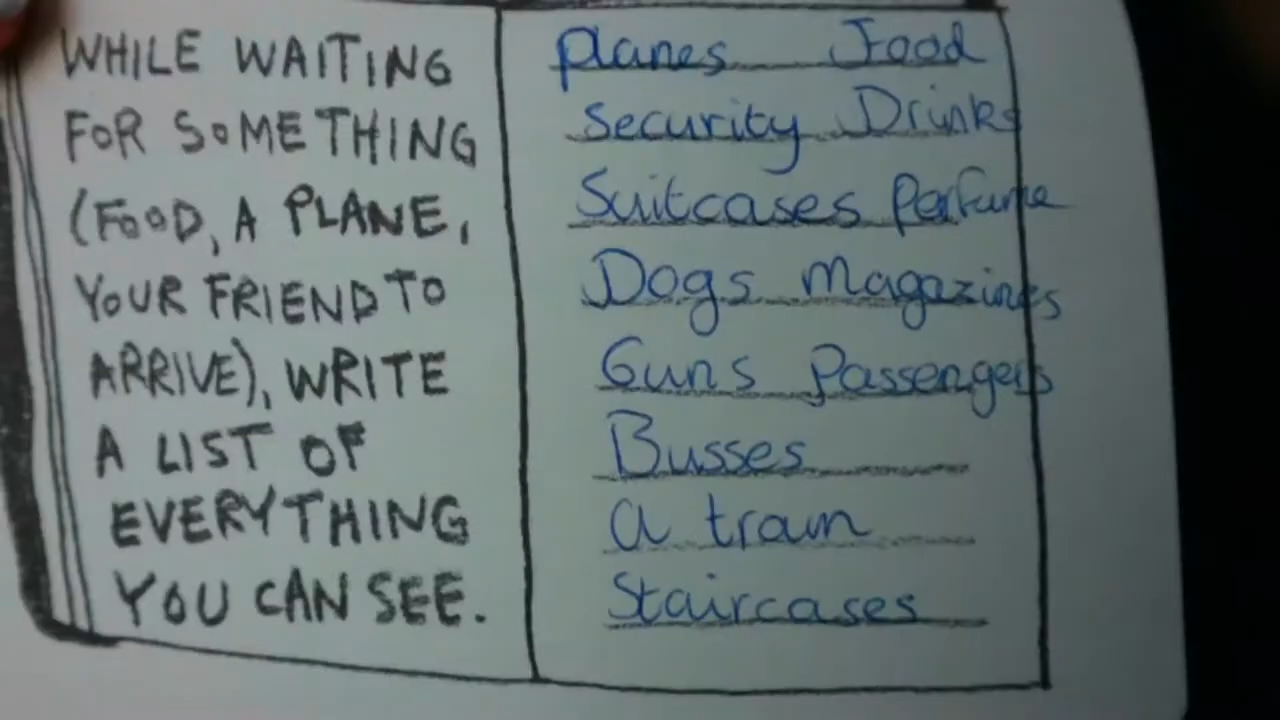 WHILE WAITING
FOR SOMETHING
(FOOD, A PLANE,
YOUR FRIEND TO
ARRIVE), WRITE
A LIST OF
EVERYTHING
YOU CAN SEE.
planes Food
Security Drinks
Suitcases Perfume
Dogs Magazines
Guns Passengers
Busses
a train
Staircases